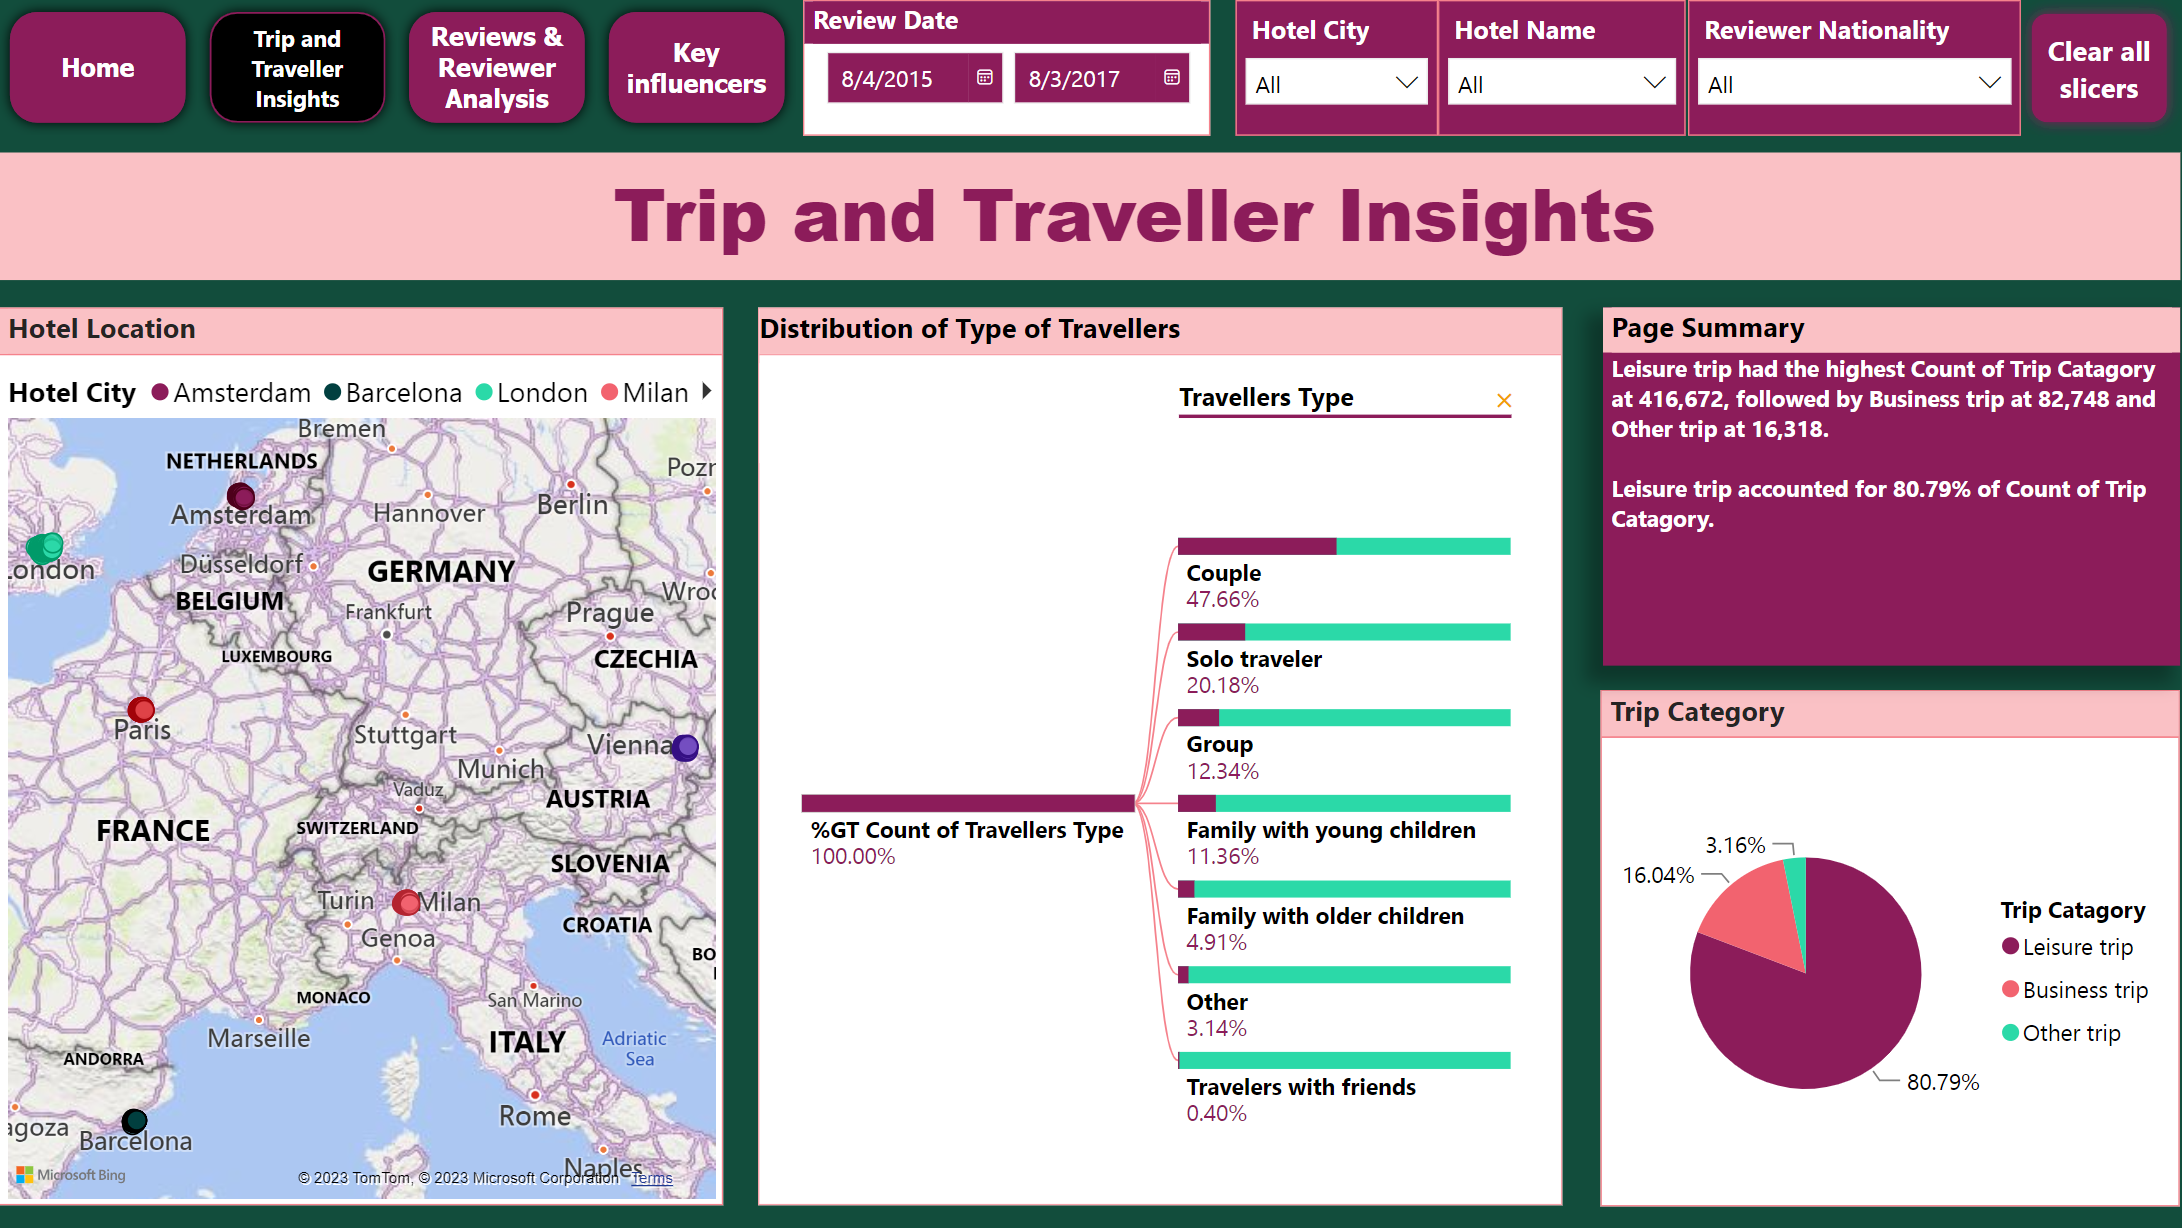 Home
Trip and
Traveller
Insights
Reviews &
Reviewer
Analysis
Key
influencers
Review Date
8/4/2015
8/3/2017
Hotel City
All
Hotel Name
All
Reviewer Nationality
All
Clear all
slicers
Trip and Traveller Insights
Hotel Location
Hotel City Amsterdam Barcelona London Milan
Bremen
NETHERLANDS
Pozr
Amsterdam
Hannover
Berlin
London
Düsseldorf
GERMANY
BELGIUM
Frankfurt
Prague
Wroc
LUXEMBOURG
CZECHIA
Paris
Stuttgart
Vienna
Munich
Vaduz
AUSTRIA
FRANCE
SWITZERLAND
SLOVENIA
Turin
Milan
Genoa
CROATIA
BO
MONACO
San Marino
Marseille
ITALY
Adriatic
Sea
ANDORRA
Rome
agoza
Barcelona
Naples
Microsoft Bing
© 2023 TomTom, © 2023 Microsoft Corporation Terms
Distribution of Type of Travellers
Travellers Type
%GT Count of Travellers Type
100.00%
Couple
47.66%
Solo traveler
20.18%
Group
12.34%
Family with young children
11.36%
Family with older children
4.91%
Other
3.14%
Travelers with friends
0.40%
Page Summary
Leisure trip had the highest Count of Trip Catagory
at 416,672, followed by Business trip at 82,748 and
Other trip at 16,318.
Leisure trip accounted for 80.79% of Count of Trip
Catagory.
Trip Category
3.16%
16.04%
80.79%
Trip Catagory
Leisure trip
Business trip
Other trip